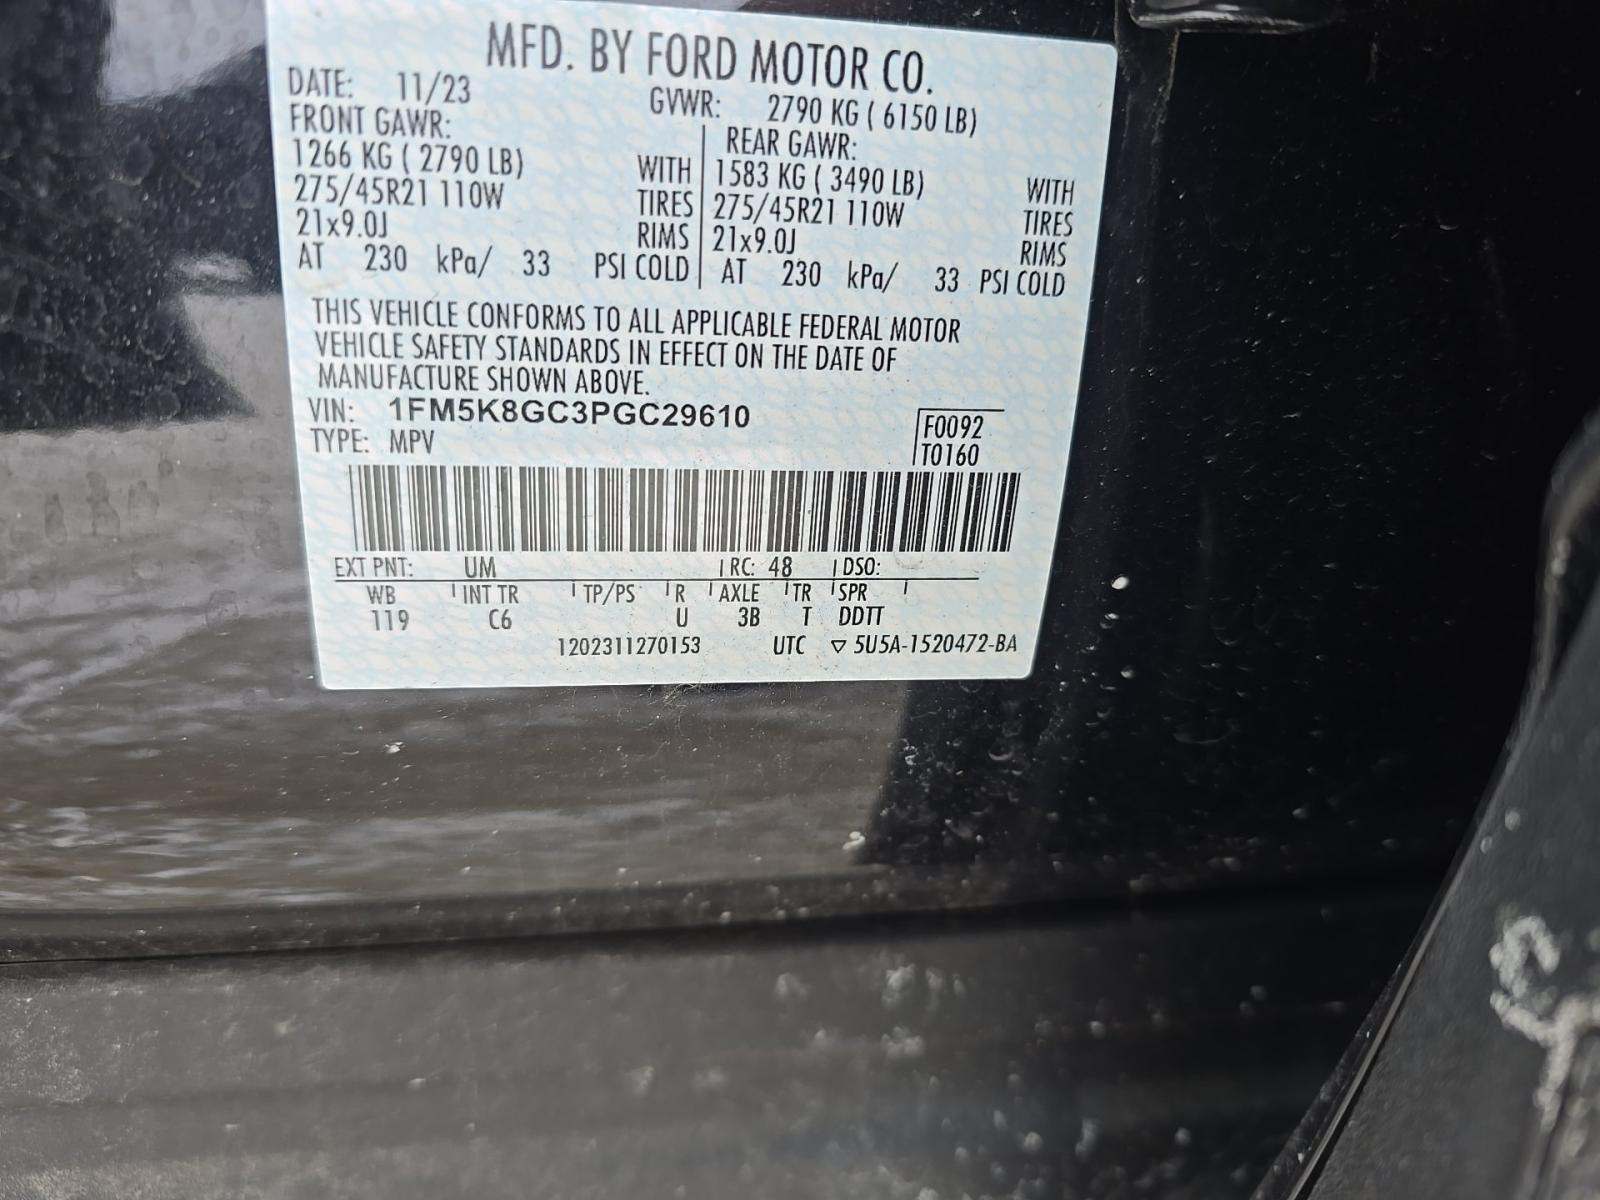 MFD. BY FORD MOTOR CO.
DATE: 11/23 GVWR: 2790 KG ( 6150 LB)
FRONT GAWR: REAR GAWR:
1266 KG ( 2790 LB) WITH 1583 KG ( 3490 LB) WITH
275/45R21 110W TIRES 275/45R21 110W TIRES
21x9.0J RIMS 21x9.0J RIMS
AT 230 kPa/ 33 PSI COLD AT 230 kPa/ 33 PSI COLD
THIS VEHICLE CONFORMS TO ALL APPLICABLE FEDERAL MOTOR
VEHICLE SAFETY STANDARDS IN EFFECT ON THE DATE OF
MANUFACTURE SHOWN ABOVE.
VIN: 1FM5K8GC3PGC29610
F0092
TYPE: MPV
T0160
EXT PNT: UM RC: 48 DSO:
WB INT TR TP/PS R AXLE TR SPR
119 C6 U 3B T DDTT
1202311270153 UTC ▽ 5U5A-1520472-BA